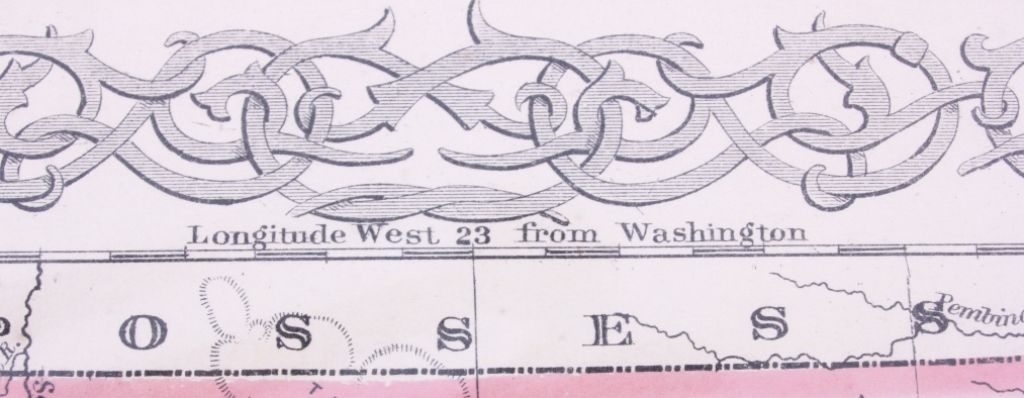 Longitude West 23 from Washington
O S S E S S
Pembin
R.
S